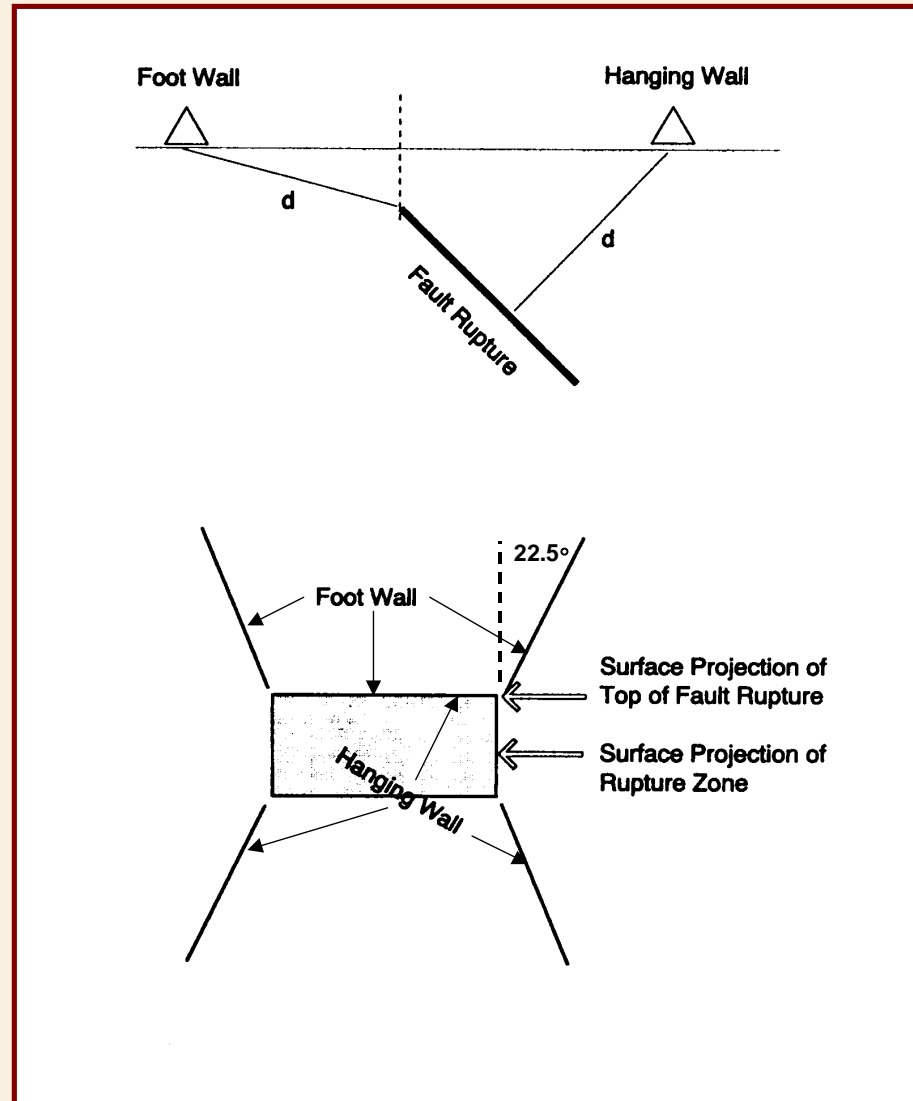 Foot Wall
Hanging Wall
d
d
Fault Rupture
22.5°
Foot Wall
Surface Projection of
Top of Fault Rupture
Surface Projection of
Rupture Zone
Hanging Wall